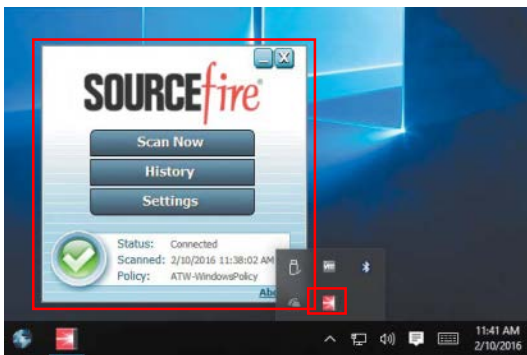 SOURCEfire®
Scan Now
History
Settings
Status: Connected
Scanned: 2/10/2016 11:38:02 AM
Policy: ATW-WindowsPolicy
11:41 AM
2/10/2016